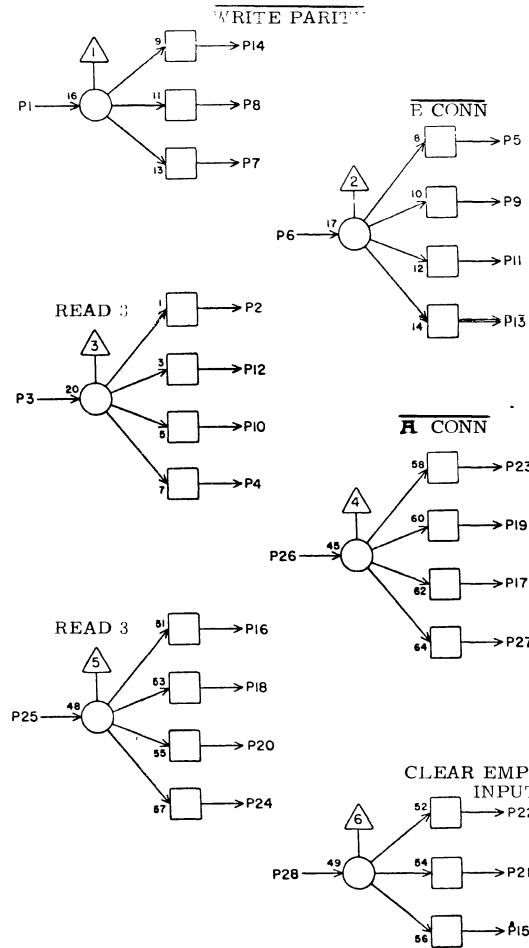 WRITE PARITY
1
9
P14
P1
16
11
P8
13
P7
B CONN
8
P5
2
10
P9
P6
17
12
P11
14
P13
READ 3
1
P2
3
3
P12
P3
20
5
P10
7
P4
A CONN
58
P23
4
60
P19
P26
45
62
P17
64
P27
READ 3
51
P16
5
53
P18
P25
48
55
P20
57
P24
CLEAR EMP
INPUT
6
52
P22
P28
49
54
P21
56
P15